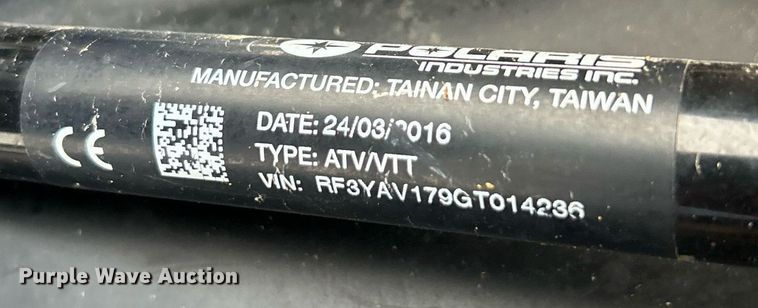 POLARIS
INDUSTRIES INC.
MANUFACTURED: TAINAN CITY, TAIWAN
DATE: 24/03/2016
TYPE: ATV/VTT
VIN: RF3YAV179GT014236
CE
Purple Wave Auction